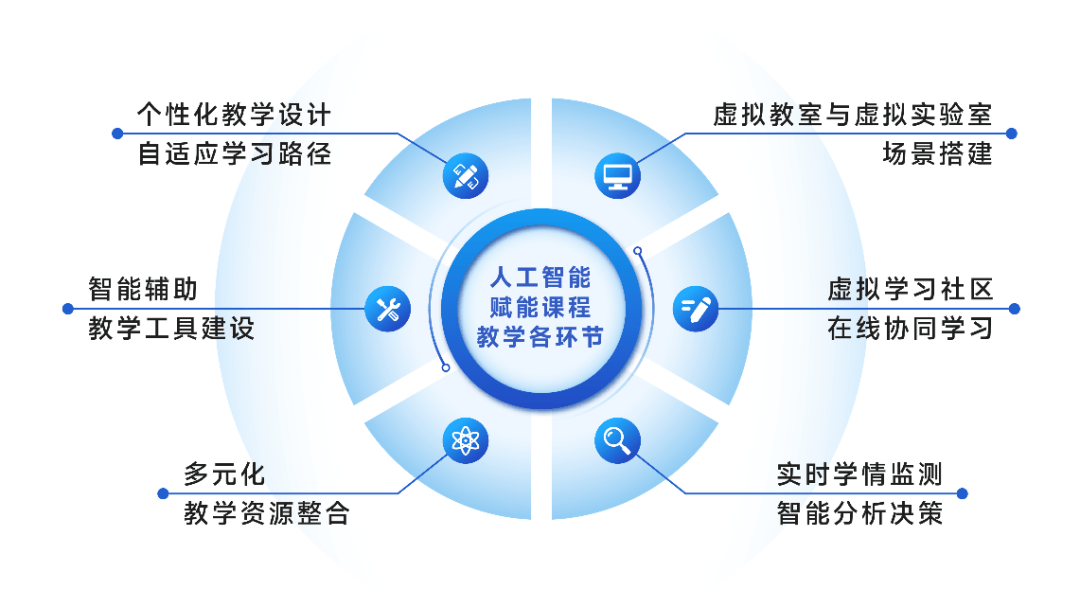 个性化教学设计
自适应学习路径
虚拟教室与虚拟实验室
场景搭建
智能辅助
教学工具建设
人工智能
赋能课程
教学各环节
虚拟学习社区
在线协同学习
多元化
教学资源整合
实时学情监测
智能分析决策